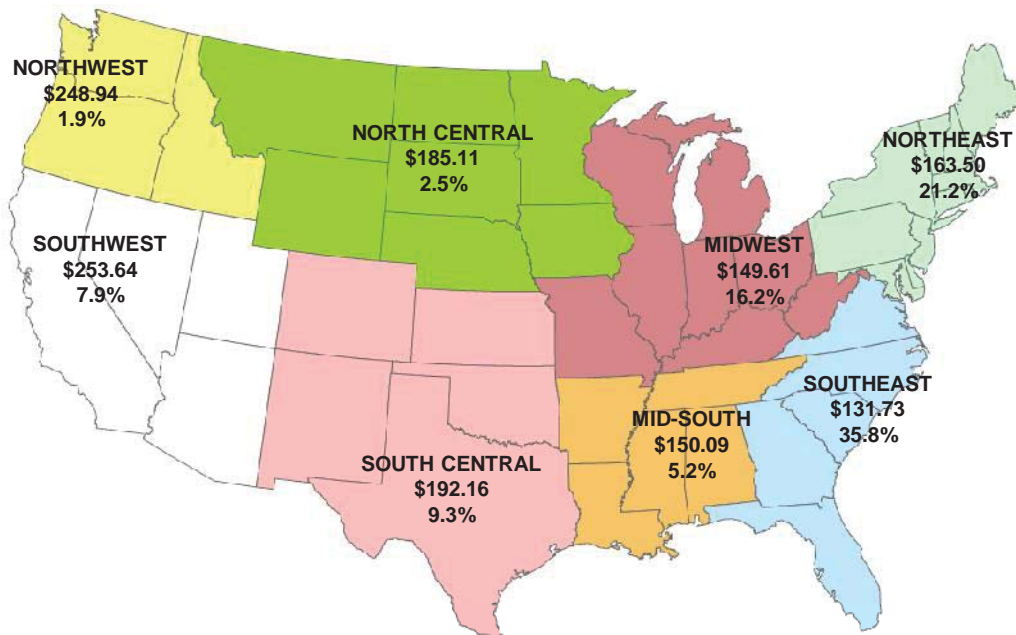 NORTHWEST
$248.94
1.9%
NORTH CENTRAL
$185.11
2.5%
NORTHEAST
$163.50
21.2%
SOUTHWEST
$253.64
7.9%
MIDWEST
$149.61
16.2%
SOUTHEAST
$131.73
35.8%
MID-SOUTH
$150.09
5.2%
SOUTH CENTRAL
$192.16
9.3%